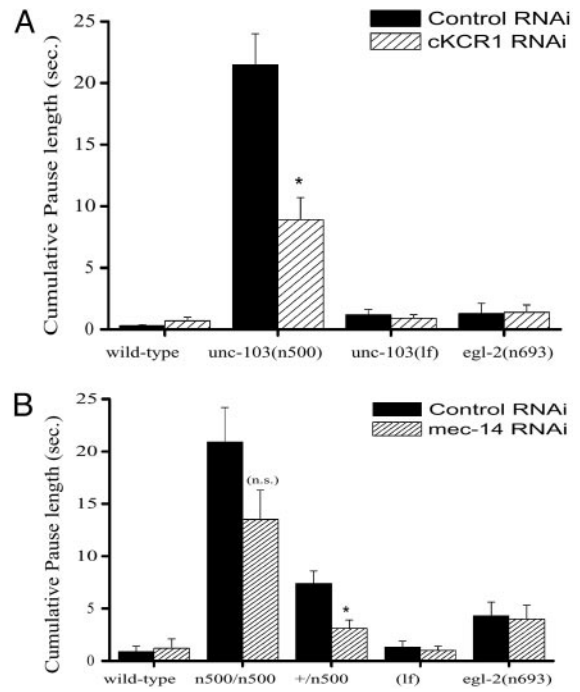 A
Control RNAi
cKCR1 RNAi
Cumulative Pause length (sec.)
25
20
15
10
5
0
*
wild-type unc-103(n500) unc-103(lf) egl-2(n693)
B
Control RNAi
mec-14 RNAi
Cumulative Pause length (sec.)
25
20
15
10
5
0
(n.s.)
*
wild-type n500/n500 +/n500 (lf) egl-2(n693)